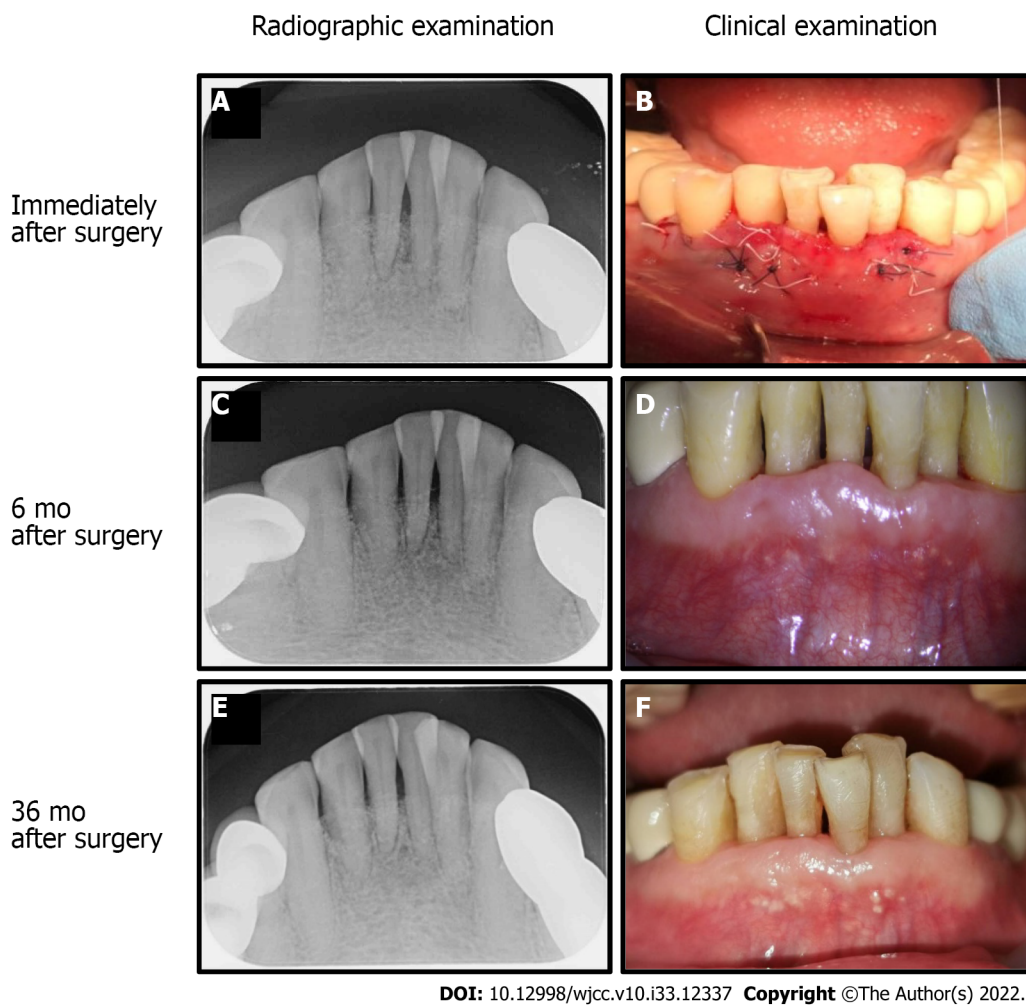 Radiographic examination
Clinical examination
A
B
Immediately
after surgery
C
D
6 mo
after surgery
E
F
36 mo
after surgery
DOI: 10.12998/wjcc.v10.i33.12337 Copyright ©The Author(s) 2022.